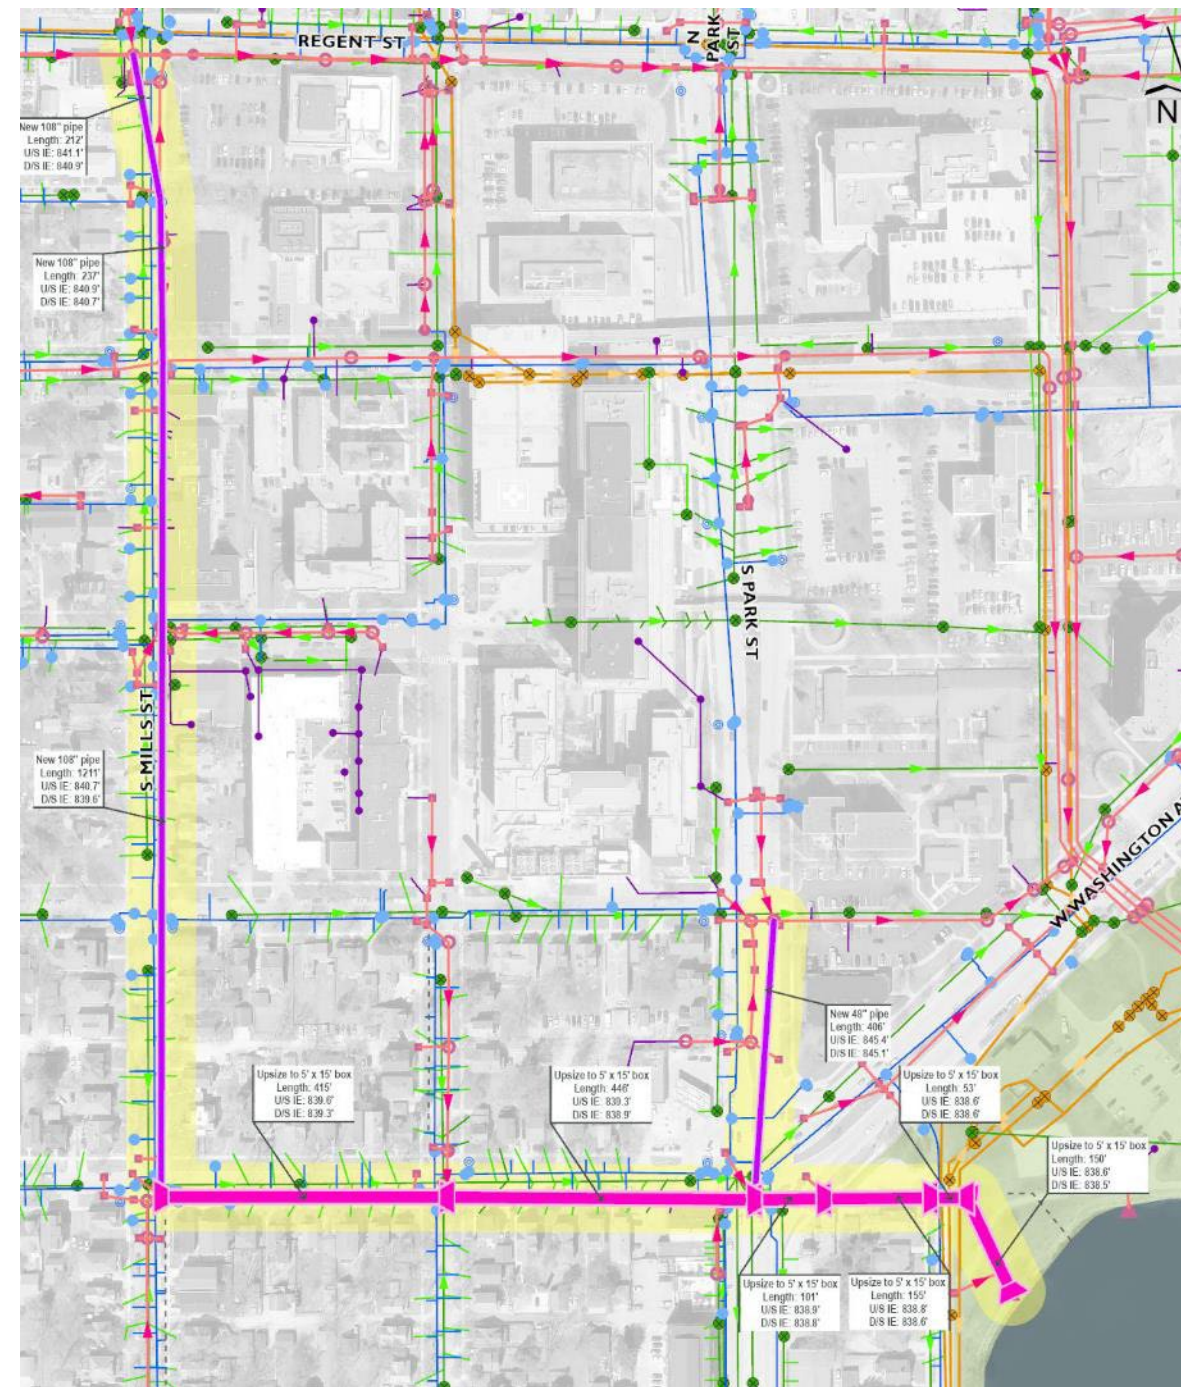 REGENT ST
N
PARK
ST
N
New 108" pipe
Length: 212'
U/S IE: 841.1'
D/S IE: 840.9'
New 108" pipe
Length: 237'
U/S IE: 840.9'
D/S IE: 840.7'
S PARK ST
S MILLS ST
New 108" pipe
Length: 1211'
U/S IE: 840.7'
D/S IE: 839.6'
W WASHINGTON A
New 48" pipe
Length: 406'
U/S IE: 845.4'
D/S IE: 845.1'
Upsize to 5' x 15' box
Length: 415'
U/S IE: 839.6'
D/S IE: 839.3'
Upsize to 5' x 15' box
Length: 446'
U/S IE: 839.3'
D/S IE: 838.9'
Upsize to 5' x 15' box
Length: 53'
U/S IE: 838.6'
D/S IE: 838.6'
Upsize to 5' x 15' box
Length: 150'
U/S IE: 838.6'
D/S IE: 838.5'
Upsize to 5' x 15' box
Length: 101'
U/S IE: 838.9'
D/S IE: 838.8'
Upsize to 5' x 15' box
Length: 155'
U/S IE: 838.8'
D/S IE: 838.6'